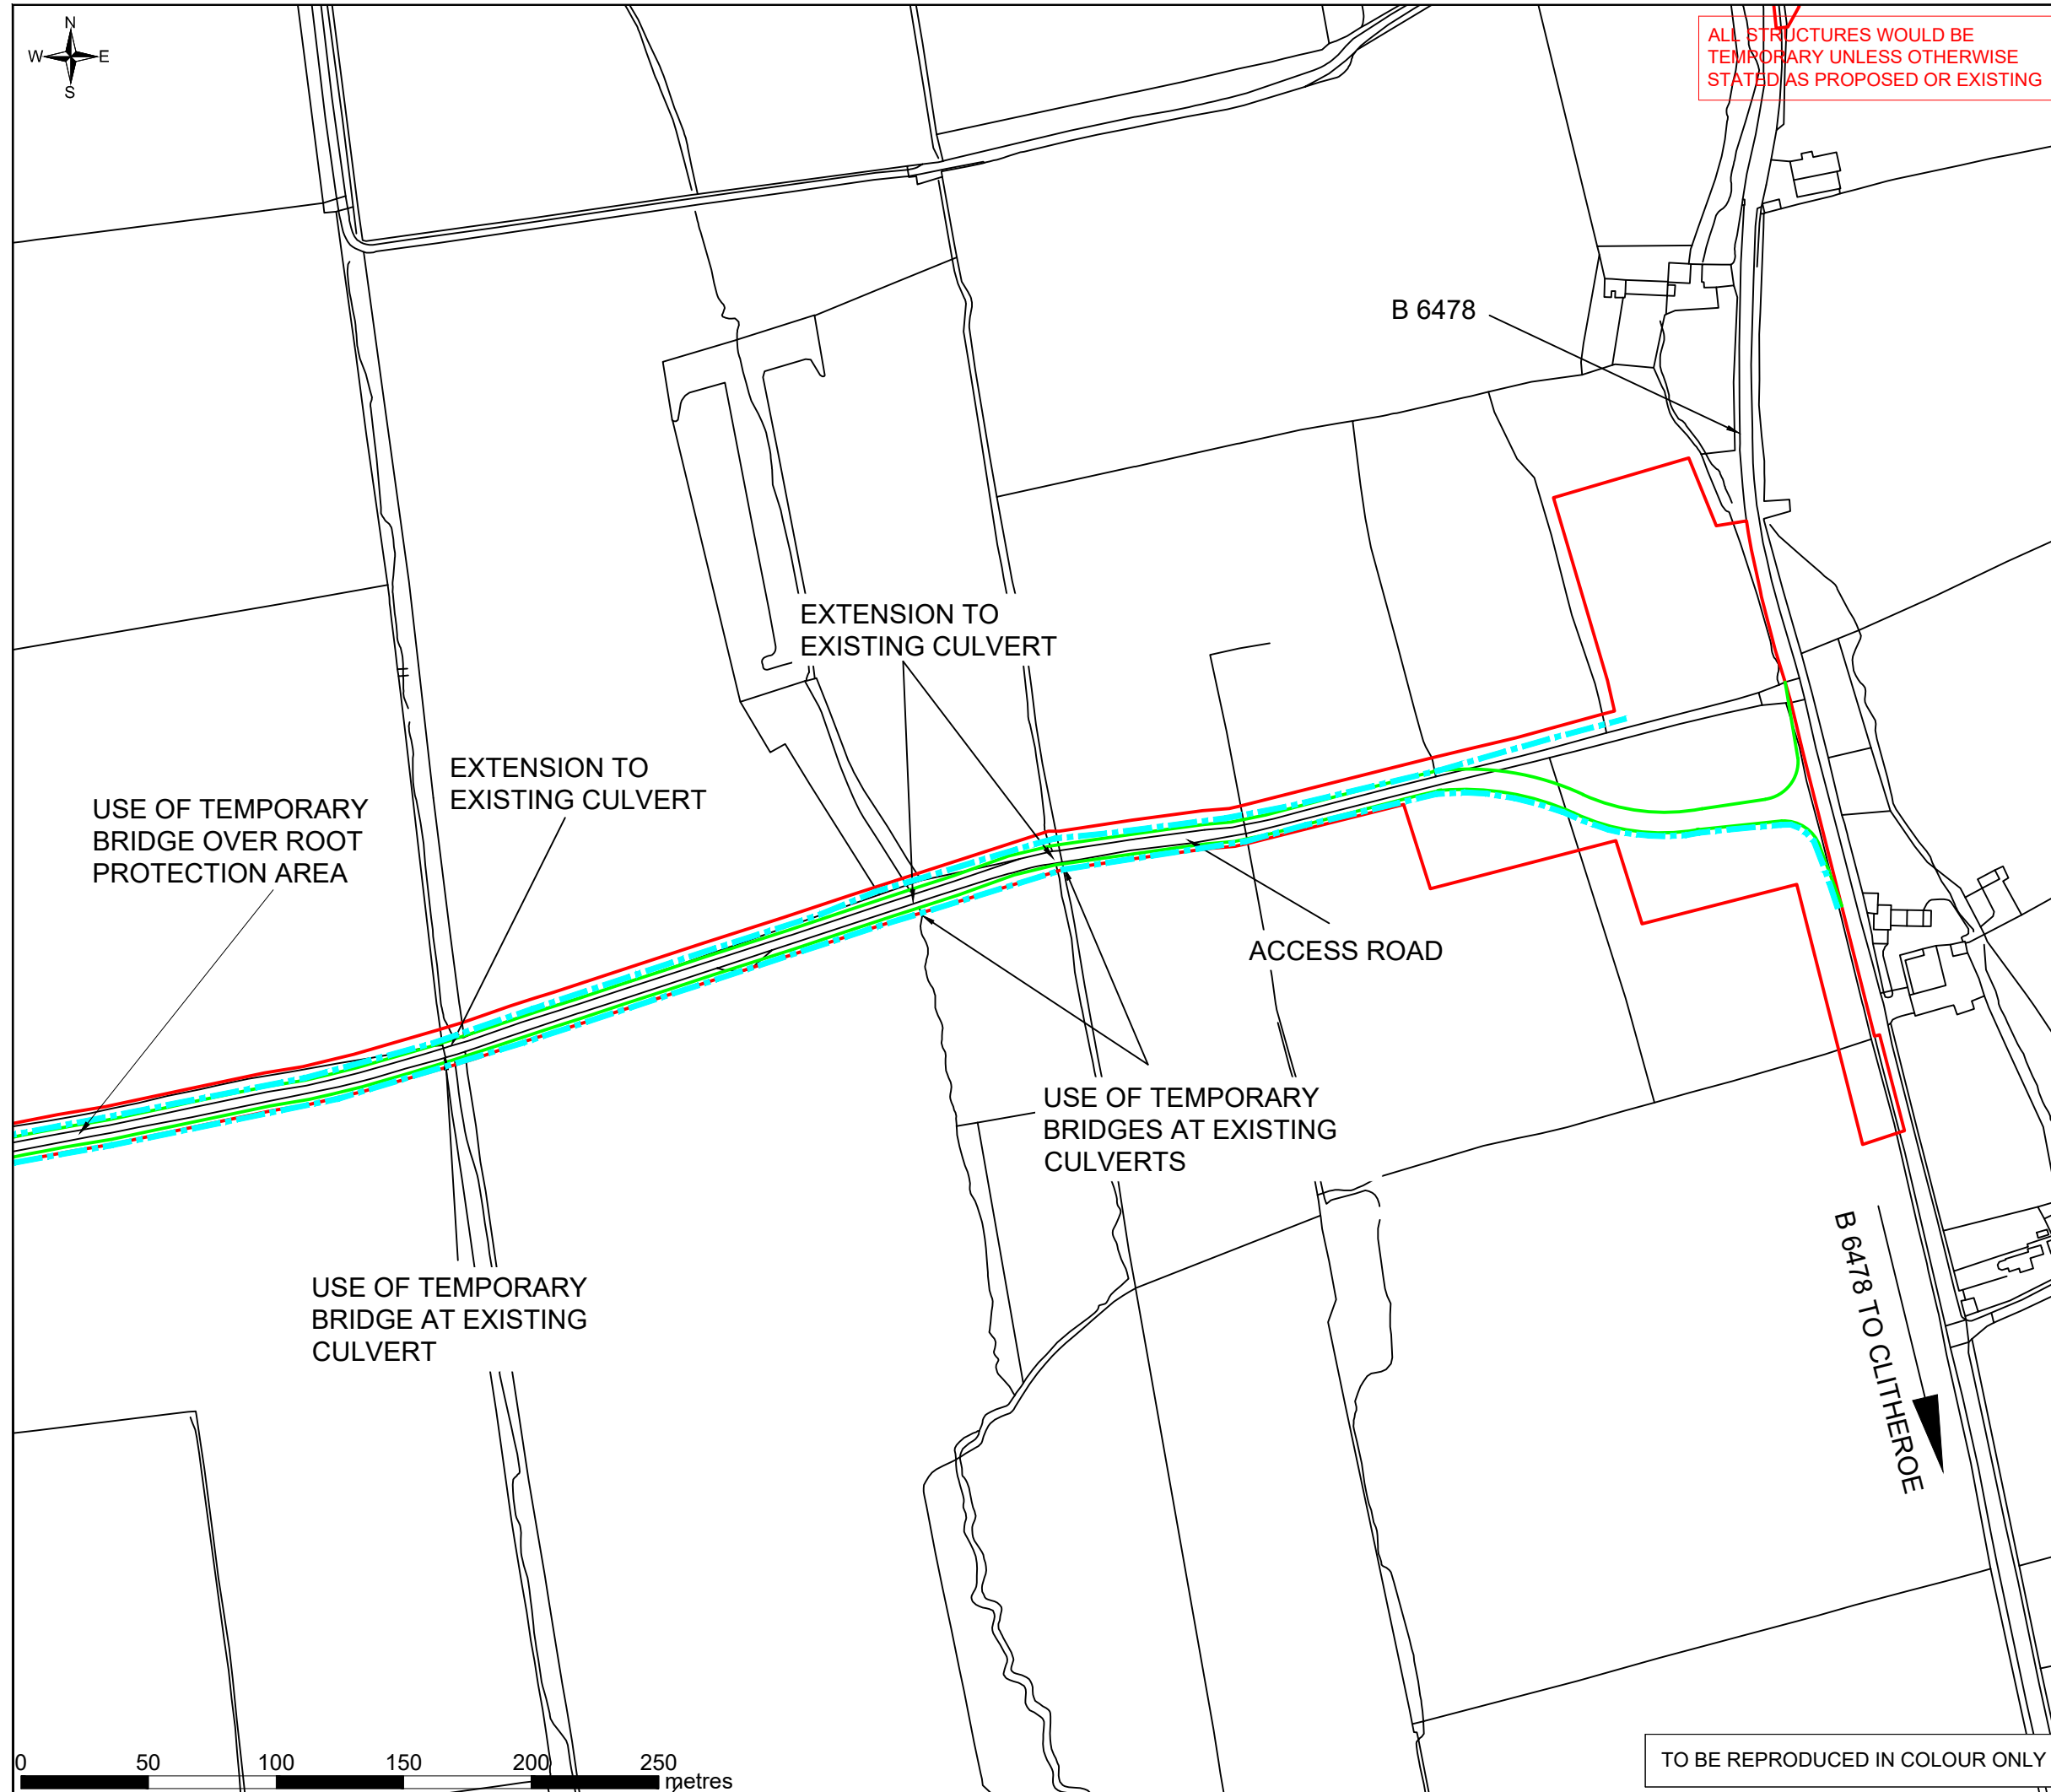 N
W E
S
ALL STRUCTURES WOULD BE
TEMPORARY UNLESS OTHERWISE
STATED AS PROPOSED OR EXISTING
B 6478
EXTENSION TO
EXISTING CULVERT
EXTENSION TO
EXISTING CULVERT
USE OF TEMPORARY
BRIDGE OVER ROOT
PROTECTION AREA
ACCESS ROAD
USE OF TEMPORARY
BRIDGES AT EXISTING
CULVERTS
USE OF TEMPORARY
BRIDGE AT EXISTING
CULVERT
B 6478 TO CLITHEROE
0 50 100 150 200 250
metres
TO BE REPRODUCED IN COLOUR ONLY